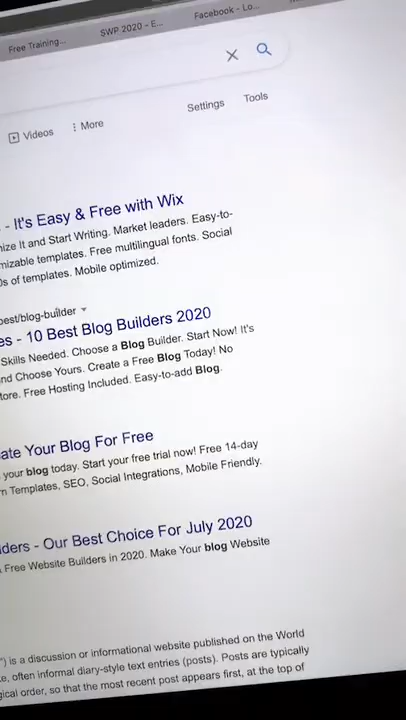 Free Training... SWP 2020 – E... Facebook - Lo...
Settings Tools
Videos More
- It's Easy & Free with Wix
ize It and Start Writing. Market leaders. Easy-to-
mizable templates. Free multilingual fonts. Social
0s of templates. Mobile optimized.
best/blog-builder
es - 10 Best Blog Builders 2020
Skills Needed. Choose a Blog Builder. Start Now! It's
nd Choose Yours. Create a Free Blog Today! No
tore. Free Hosting Included. Easy-to-add Blog.
ate Your Blog For Free
your blog today. Start your free trial now! Free 14-day
n Templates, SEO, Social Integrations, Mobile Friendly.
lders - Our Best Choice For July 2020
Free Website Builders in 2020. Make Your blog Website
") is a discussion or informational website published on the World
e, often informal diary-style text entries (posts). Posts are typically
gical order, so that the most recent post appears first, at the top of